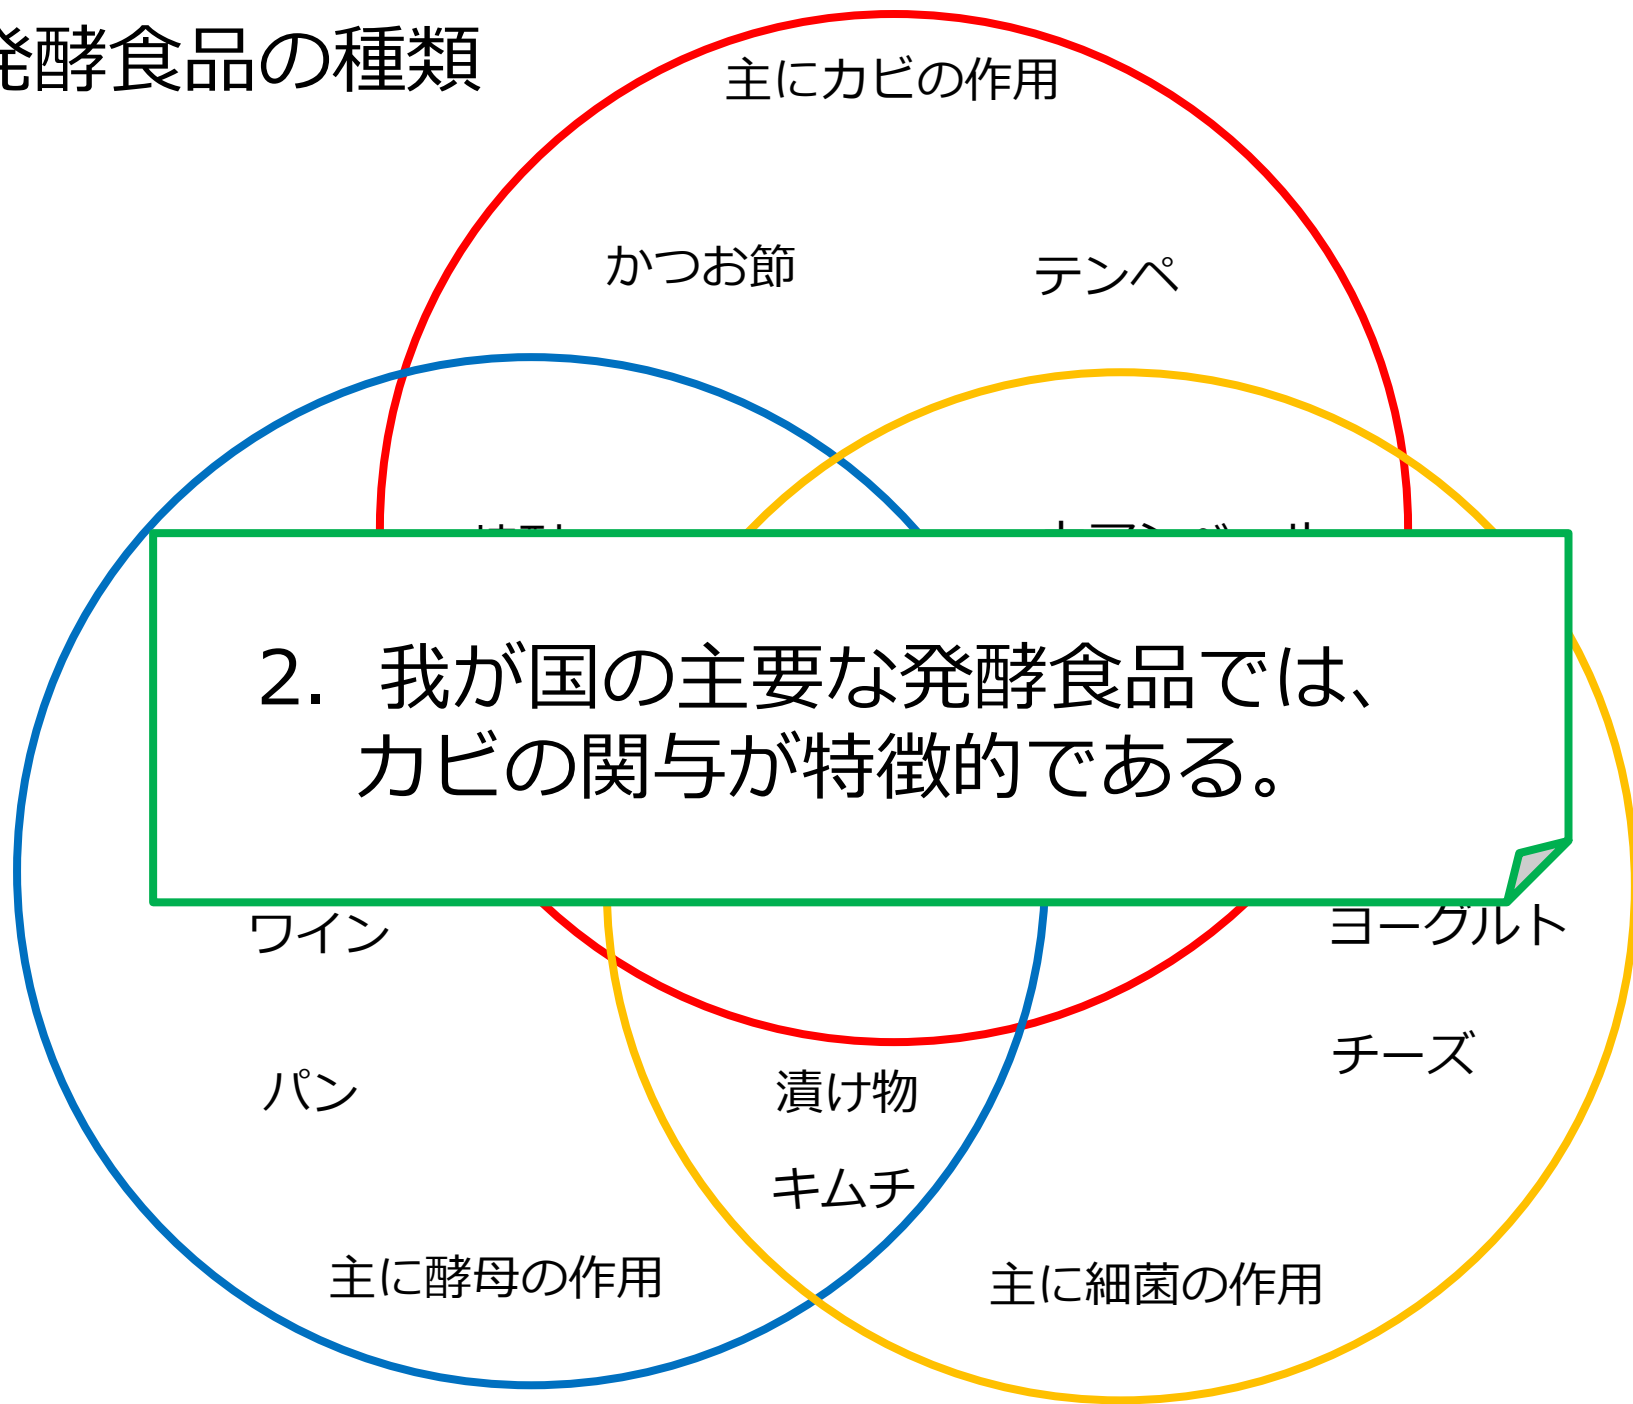 酵食品の種類
主にカビの作用
かつお節
テンペ
2. 我が国の主要な発酵食品では、
カビの関与が特徴的である。
ワイン
ヨーグルト
チーズ
パン
漬け物
キムチ
主に酵母の作用
主に細菌の作用